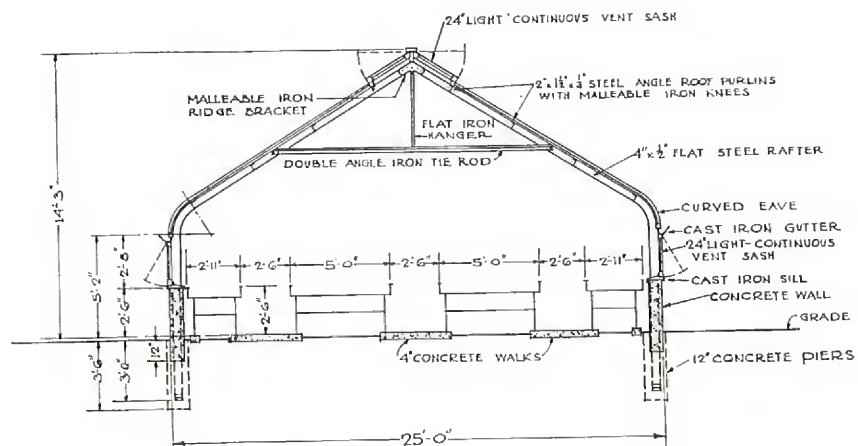 24" LIGHT CONTINUOUS VENT SASH
2" x 1½" x ¼" STEEL ANGLE ROOF PURLINS
WITH MALLEABLE IRON KNEES
MALLEABLE IRON
RIDGE BRACKET
FLAT IRON
HANGER
DOUBLE ANGLE IRON TIE ROD
4" x ½" FLAT STEEL RAFTER
14'-3"
CURVED EAVE
CAST IRON GUTTER
24" LIGHT-CONTINUOUS
VENT SASH
CAST IRON SILL
CONCRETE WALL
GRADE
5'-2"
2'-8"
2'-6"
2'-11"
2'-6"
5'-0"
2'-6"
5'-0"
2'-6"
2'-11"
2'-6"
12"
3'-6"
3'-0"
4" CONCRETE WALKS
12" CONCRETE PIERS
25'-0"